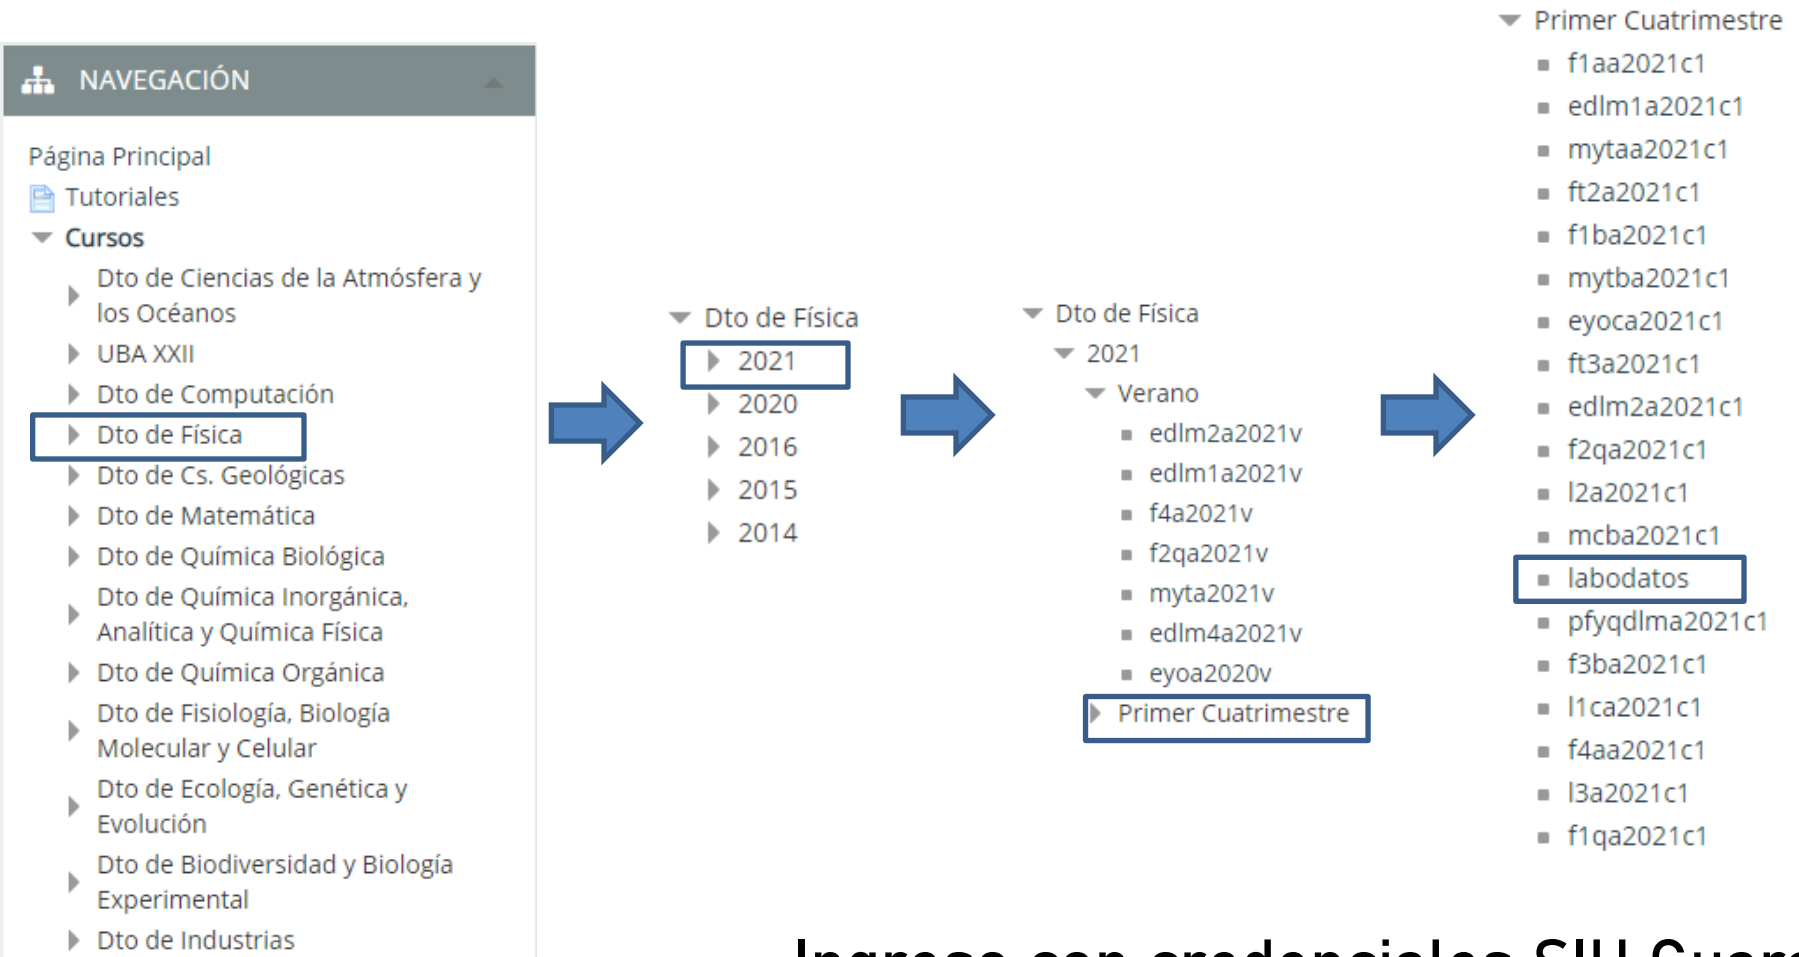 NAVEGACIÓN
Página Principal
Tutoriales
Cursos
Dto de Ciencias de la Atmósfera y
los Océanos
UBA XXII
Dto de Computación
Dto de Física
Dto de Cs. Geológicas
Dto de Matemática
Dto de Química Biológica
Dto de Química Inorgánica,
Analítica y Química Física
Dto de Química Orgánica
Dto de Fisiología, Biología
Molecular y Celular
Dto de Ecología, Genética y
Evolución
Dto de Biodiversidad y Biología
Experimental
Dto de Industrias
Dto de Física
2021
2020
2016
2015
2014
Dto de Física
2021
Verano
edlm2a2021v
edlm1a2021v
f4a2021v
f2qa2021v
myta2021v
edlm4a2021v
eyoa2020v
Primer Cuatrimestre
Primer Cuatrimestre
f1aa2021c1
edlm1a2021c1
mytaa2021c1
ft2a2021c1
f1ba2021c1
mytba2021c1
eyoca2021c1
ft3a2021c1
edlm2a2021c1
f2qa2021c1
l2a2021c1
mcba2021c1
labodatos
pfyqdlma2021c1
f3ba2021c1
l1ca2021c1
f4aa2021c1
l3a2021c1
f1qa2021c1
con credenciales SIU